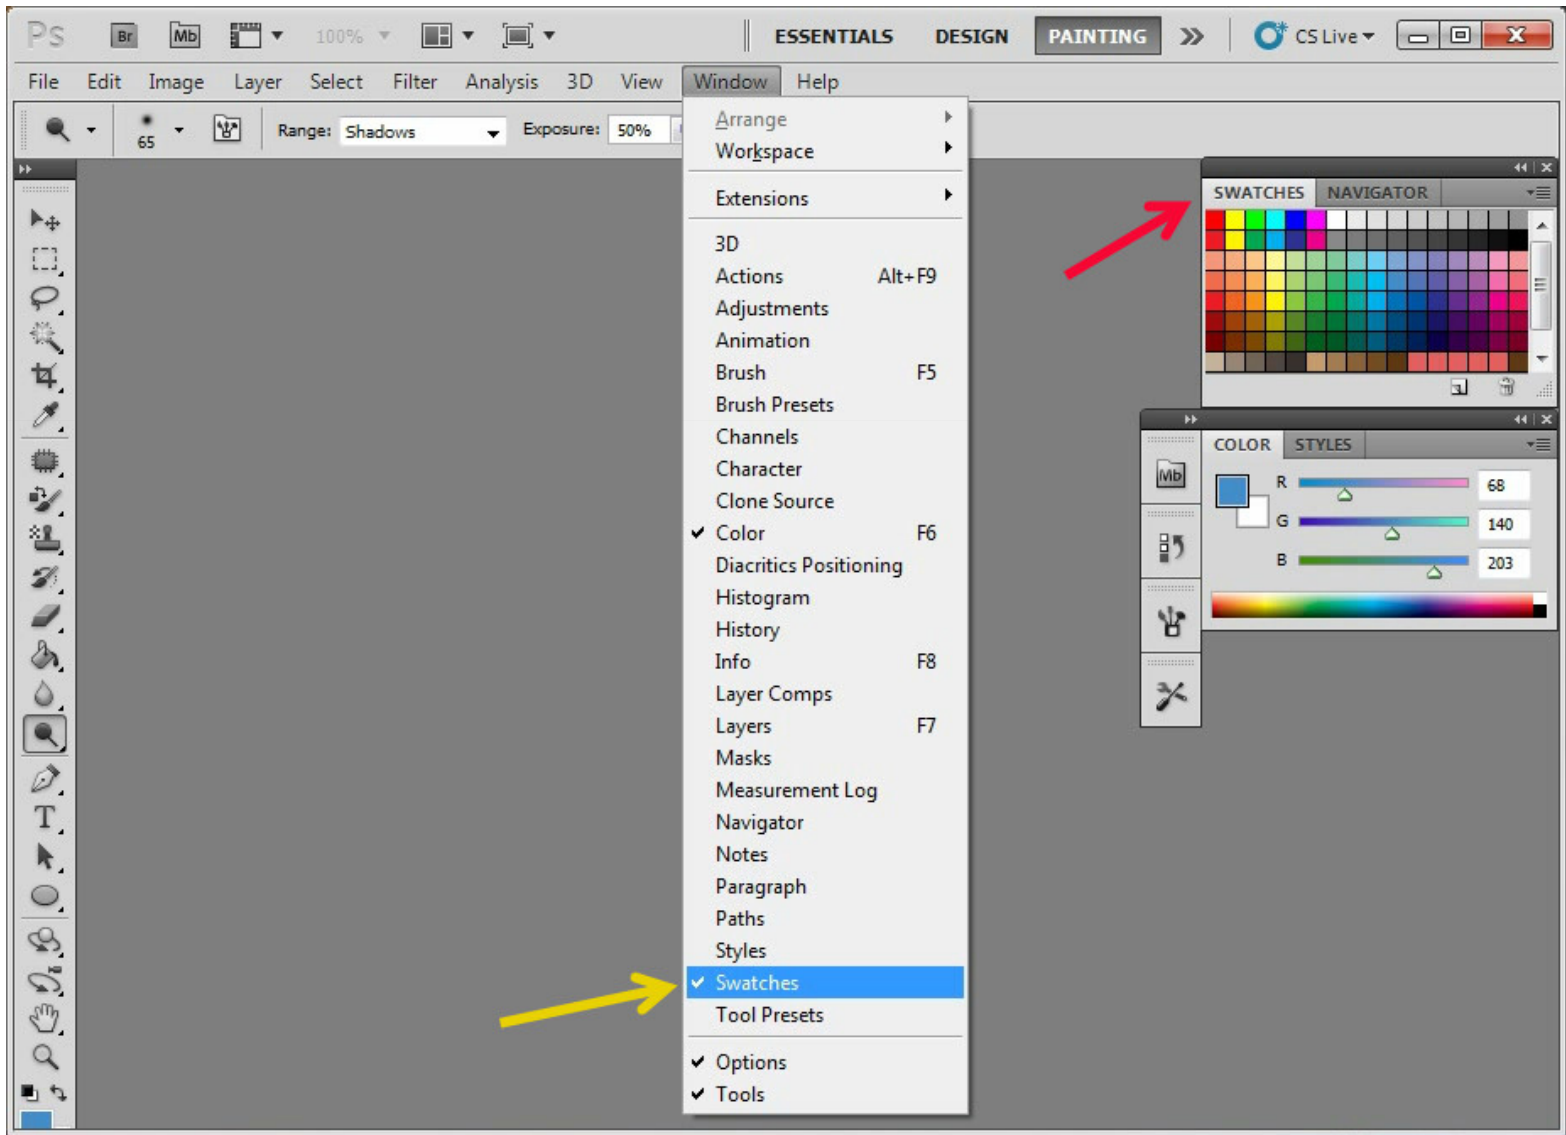 Ps Br Mb 100% ESSENTIALS DESIGN PAINTING CS Live
File Edit Image Layer Select Filter Analysis 3D View Window Help
65 Range: Shadows Exposure: 50%
Arrange
Workspace
Extensions
3D
Actions Alt+F9
Adjustments
Animation
Brush F5
Brush Presets
Channels
Character
Clone Source
Color F6
Diacritics Positioning
Histogram
History
Info F8
Layer Comps
Layers F7
Masks
Measurement Log
Navigator
Notes
Paragraph
Paths
Styles
Swatches
Tool Presets
Options
Tools
SWATCHES NAVIGATOR
COLOR STYLES
Mb
R 68
G 140
B 203
T